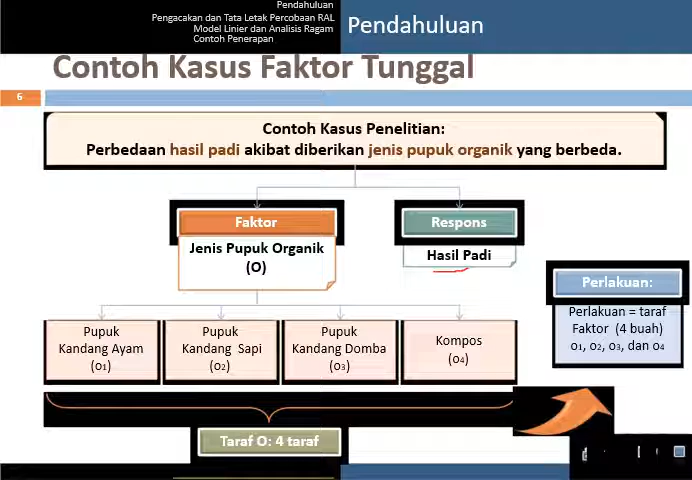 Pendahuluan
Pengacakan dan Tata Letak Percobaan RAL
Model Linier dan Analisis Ragam
Contoh Penerapan
Pendahuluan
Contoh Kasus Faktor Tunggal
6
Contoh Kasus Penelitian:
Perbedaan hasil padi akibat diberikan jenis pupuk organik yang berbeda.
Faktor
Jenis Pupuk Organik
(O)
Respons
Hasil Padi
Perlakuan:
Perlakuan = taraf
Faktor (4 buah)
o1, o2, o3, dan o4
Pupuk
Kandang Ayam
(o1)
Pupuk
Kandang Sapi
(o2)
Pupuk
Kandang Domba
(o3)
Kompos
(o4)
Taraf O: 4 taraf